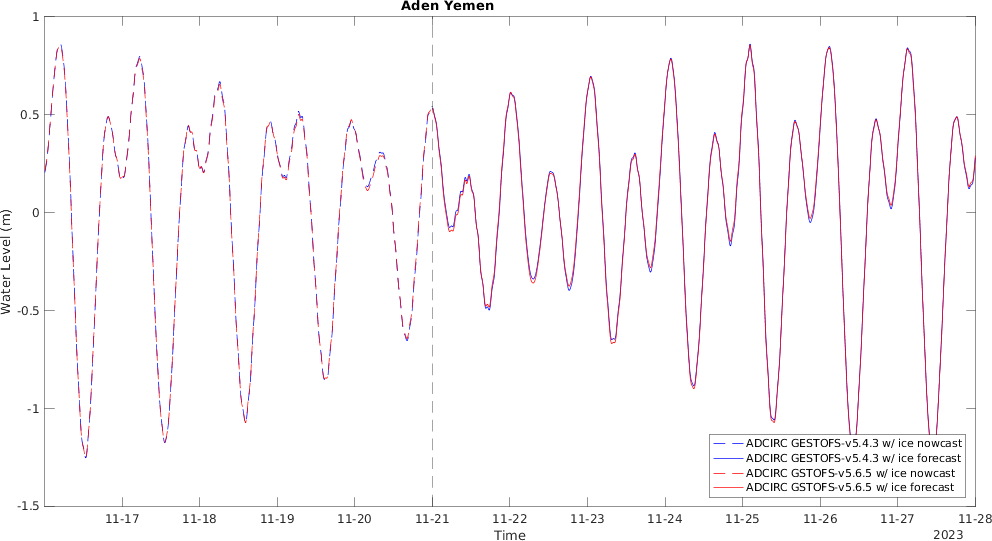 Aden Yemen
1
0.5
0
-0.5
-1
-1.5
Water Level (m)
ADCIRC GESTOFS-v5.4.3 w/ ice nowcast
ADCIRC GESTOFS-v5.4.3 w/ ice forecast
ADCIRC GSTOFS-v5.6.5 w/ ice nowcast
ADCIRC GSTOFS-v5.6.5 w/ ice forecast
11-17 11-18 11-19 11-20 11-21 11-22 11-23 11-24 11-25 11-26 11-27 11-28
Time
2023